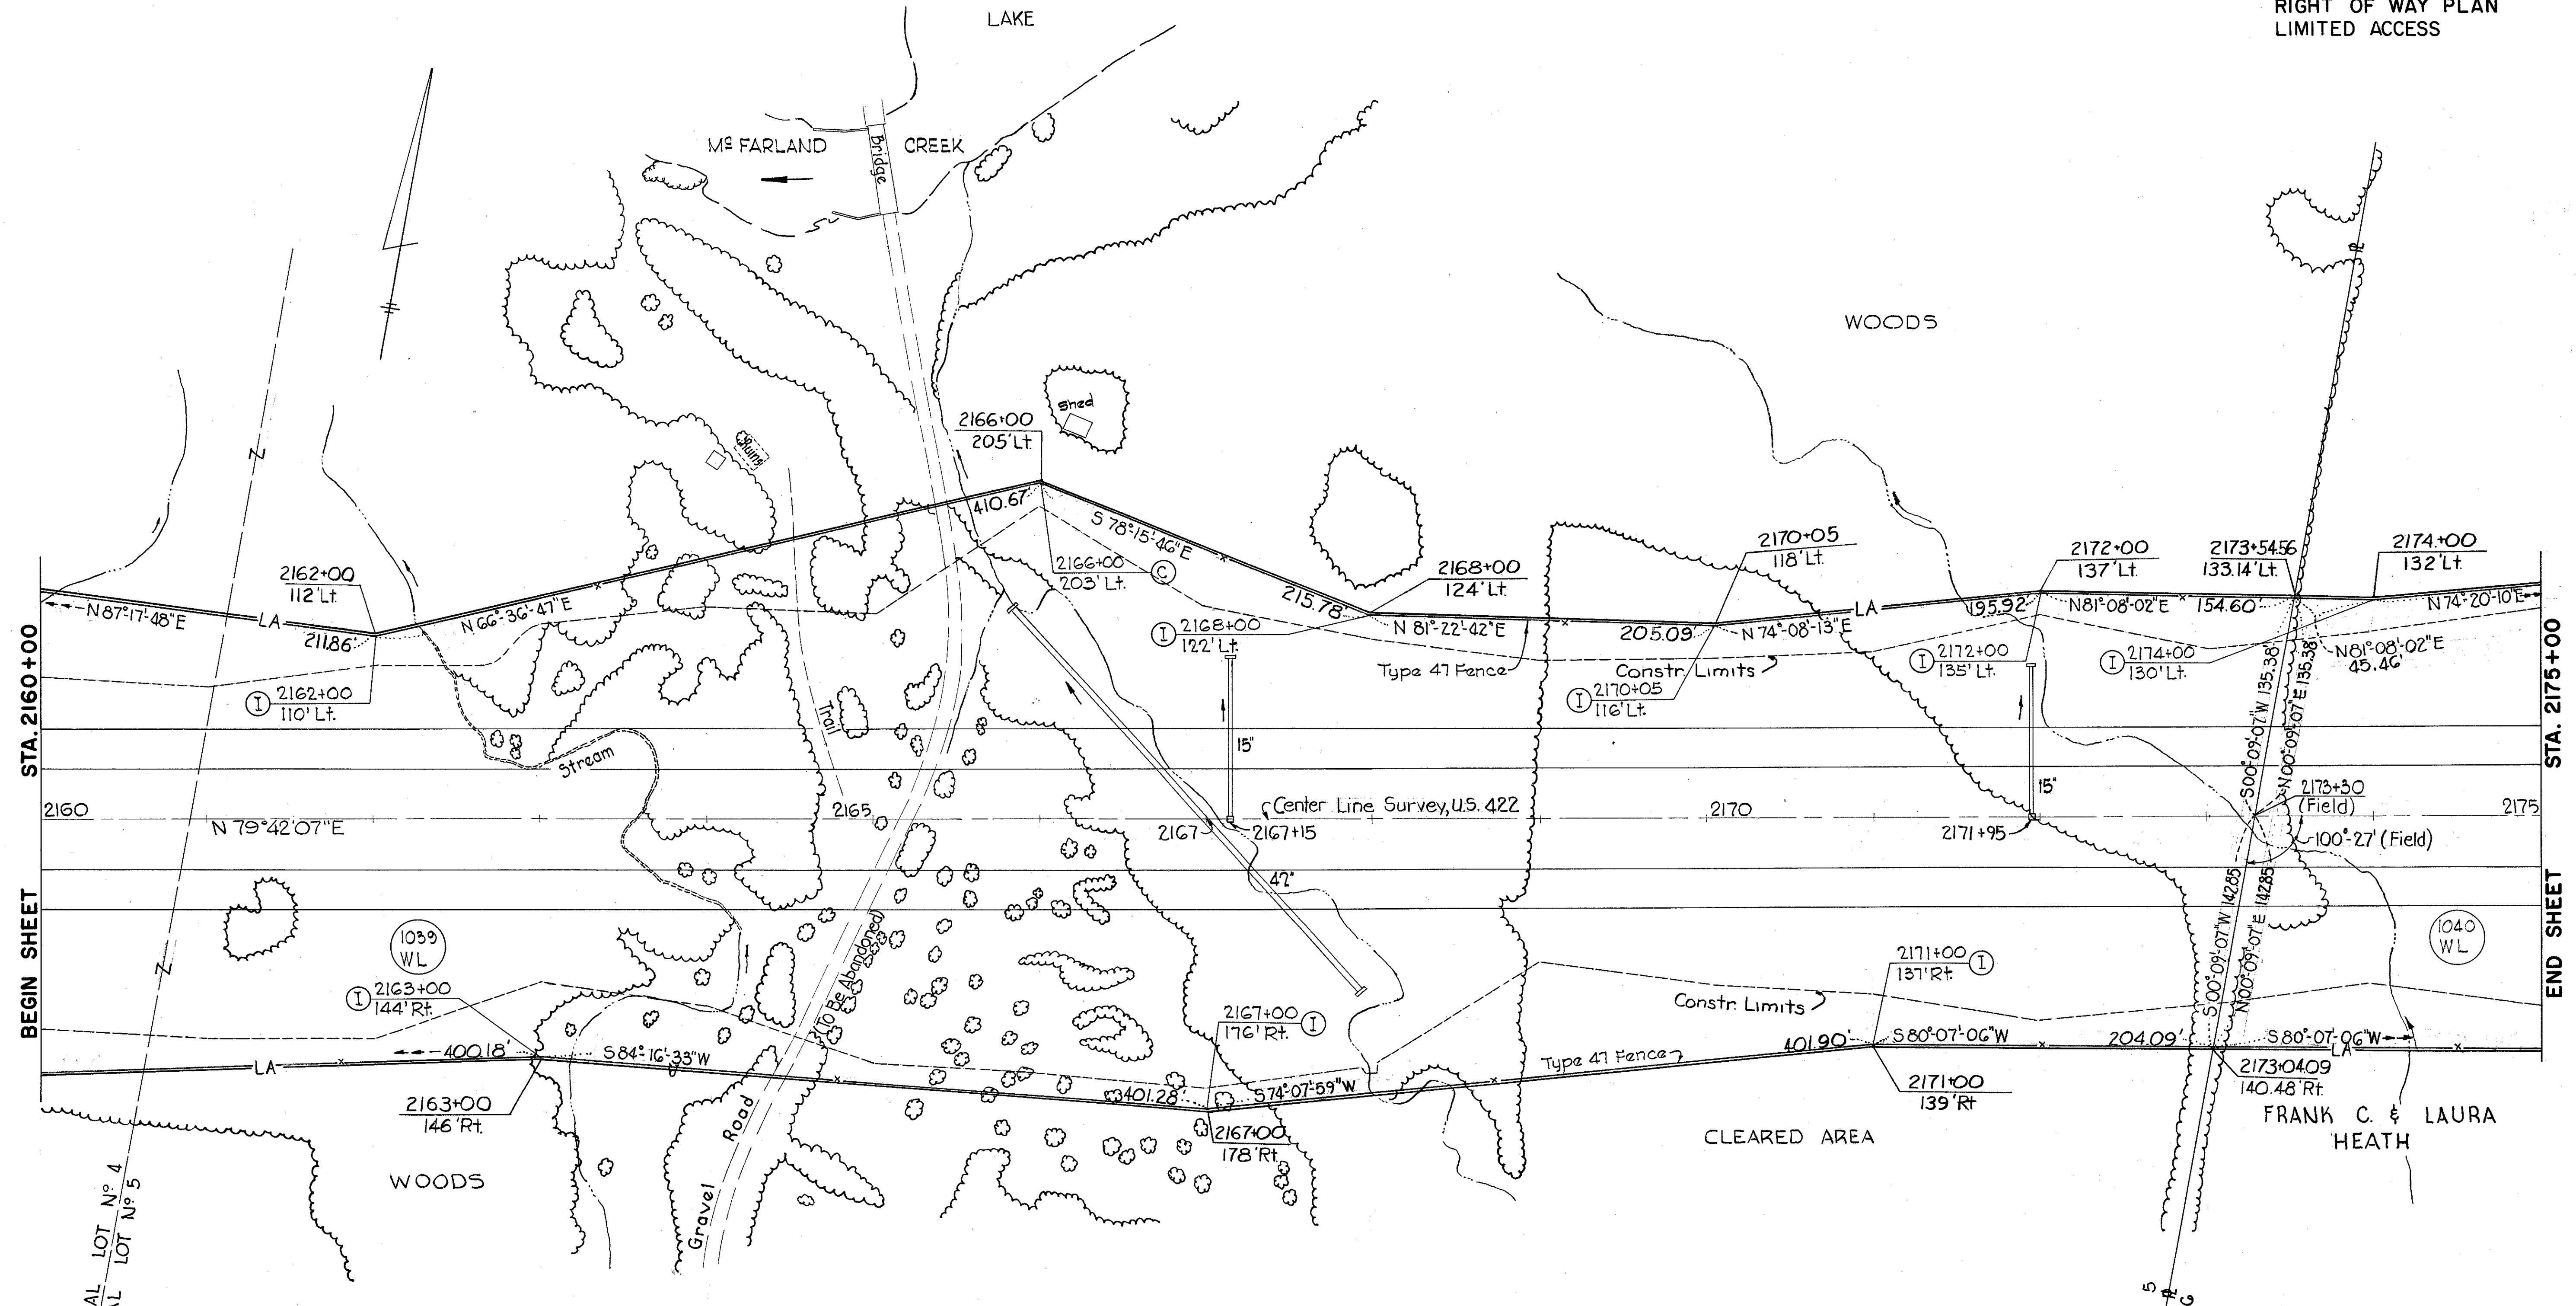 RIGHT OF WAY PLAN
LIMITED ACCESS
LAKE
Mc FARLAND
CREEK
Bridge
WOODS
Shed
Ruins
2166+00
205' Lt.
410.67'
S 78°-15'-46"E
2166+00
203' Lt.
C
2162+00
112' Lt.
N 87°-17'-48"E
LA
211.86'
N 66°-36'-47"E
I
2162+00
110' Lt.
215.78'
2168+00
124' Lt.
I
2168+00
122' Lt.
N 81°-22'-42"E
205.09'
2170+05
118' Lt.
N 74°-08'-13"E
LA
I
2170+05
116' Lt.
Type 47 Fence
Constr. Limits
195.92'
2172+00
137' Lt.
I
2172+00
135' Lt.
N81°-08'-02"E
154.60'
2173+54.56
133.14' Lt.
2174+00
132' Lt.
I
2174+00
130' Lt.
N 74°-20'-10"E
N81°-08'-02"E
45.46'
S00°-09'-07"W 135.38'
N00°-09'-07"E 135.38'
Trail
Stream
15"
15"
STA. 2160+00
BEGIN SHEET
STA. 2175+00
END SHEET
2160
N 79°42'07"E
2165
2167
2167+15
Center Line Survey, U.S. 422
2170
2171+95
2173+30
(Field)
2175
100°-27' (Field)
42"
S00°-09'-07"W 142.85'
N00°-09'-07"E 142.85'
1039
WL
1040
WL
I
2163+00
144' Rt.
(To Be Abandoned)
2167+00
176' Rt.
I
2171+00
137' Rt.
I
Constr. Limits
LA
400.18'
S84°-16'-33"W
401.28'
S74°-07'-59"W
Type 47 Fence
401.90'
S80°-07'-06"W
204.09'
S80°-07'-06"W
LA
2163+00
146' Rt.
2167+00
178' Rt.
2171+00
139' Rt
2173+04.09
140.48' Rt.
FRANK C. & LAURA
HEATH
CLEARED AREA
WOODS
Gravel Road
LOT No. 4
LOT No. 5
5
6